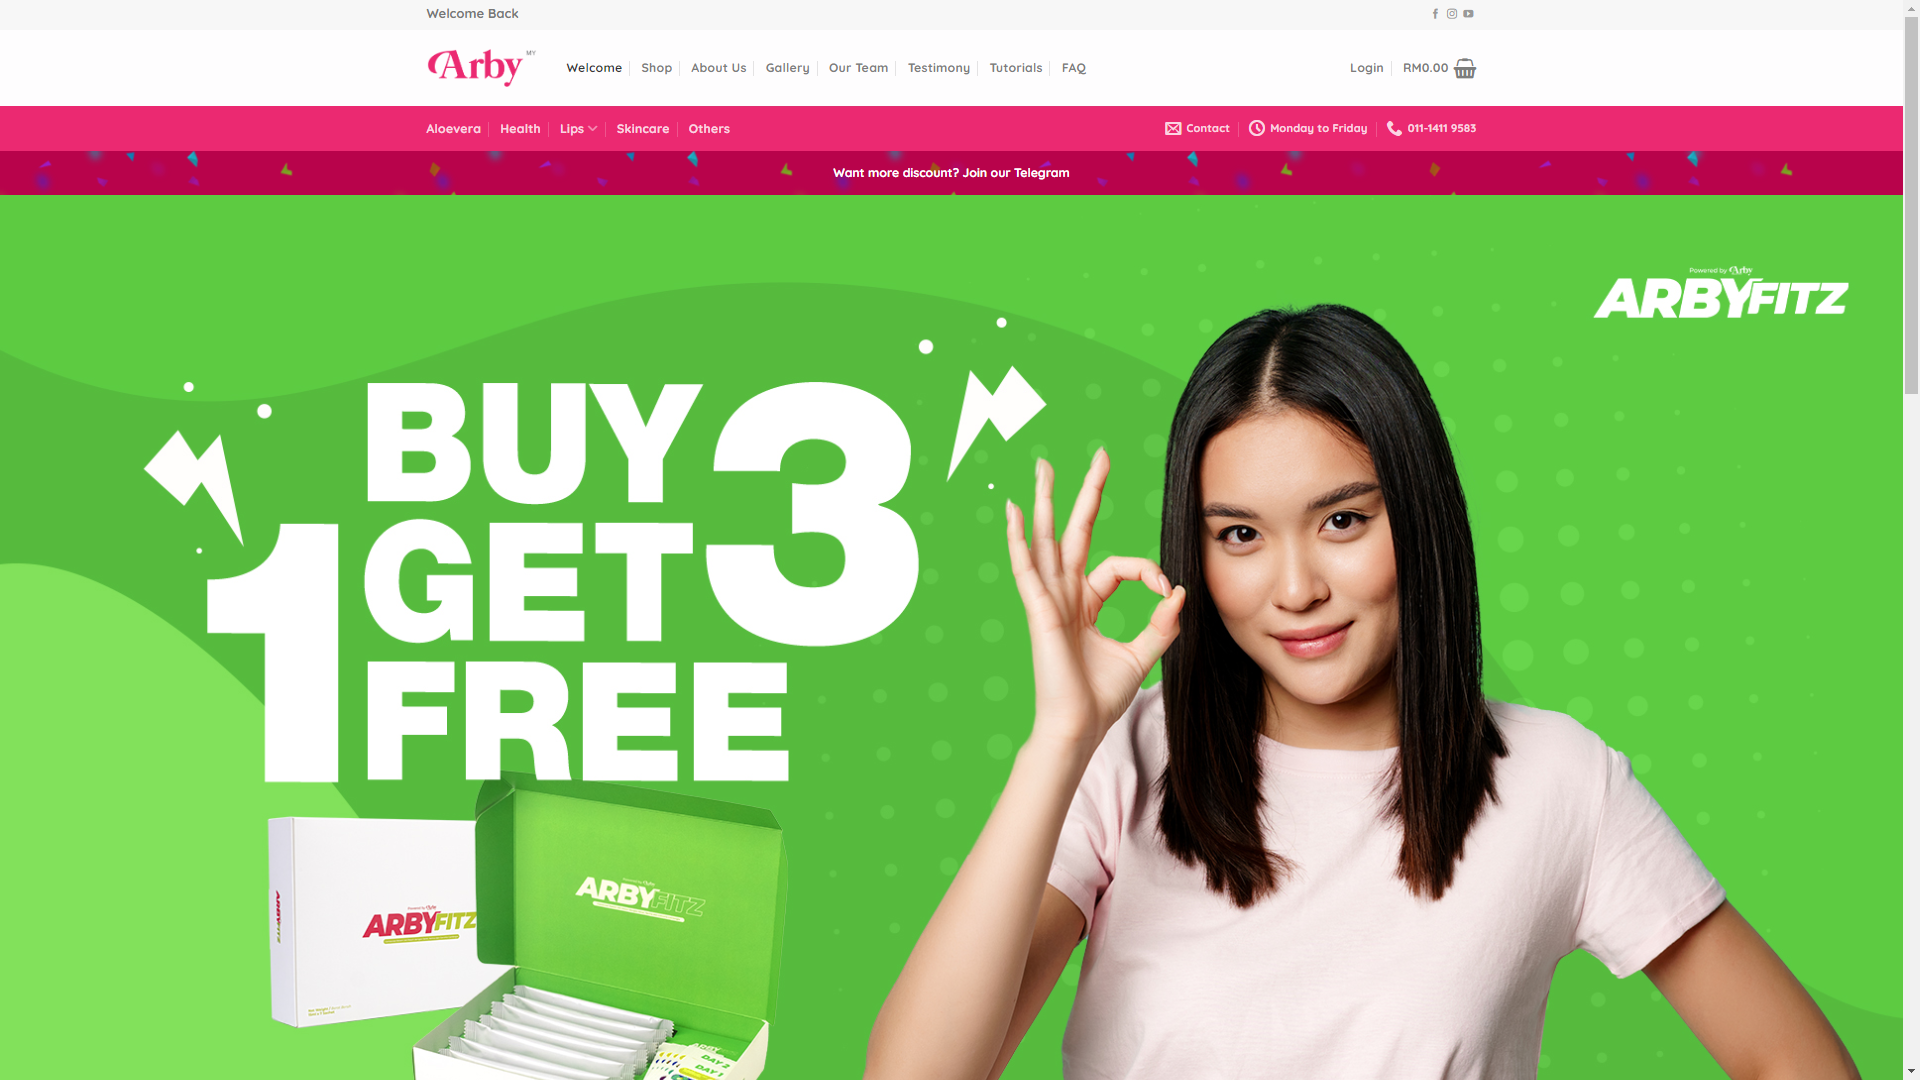 Welcome Back
Arby MY
Welcome
Shop
About Us
Gallery
Our Team
Testimony
Tutorials
FAQ
Login
RM0.00
Aloevera
Health
Lips
Skincare
Others
Contact
Monday to Friday
011-1411 9583
Want more discount? Join our Telegram
Powered by Arby
ARBYFITZ
BUY 3
1 GET
FREE
ARBYFITZ
ARBYFITZ
ARBYFITZ
DAY 2
DAY 1